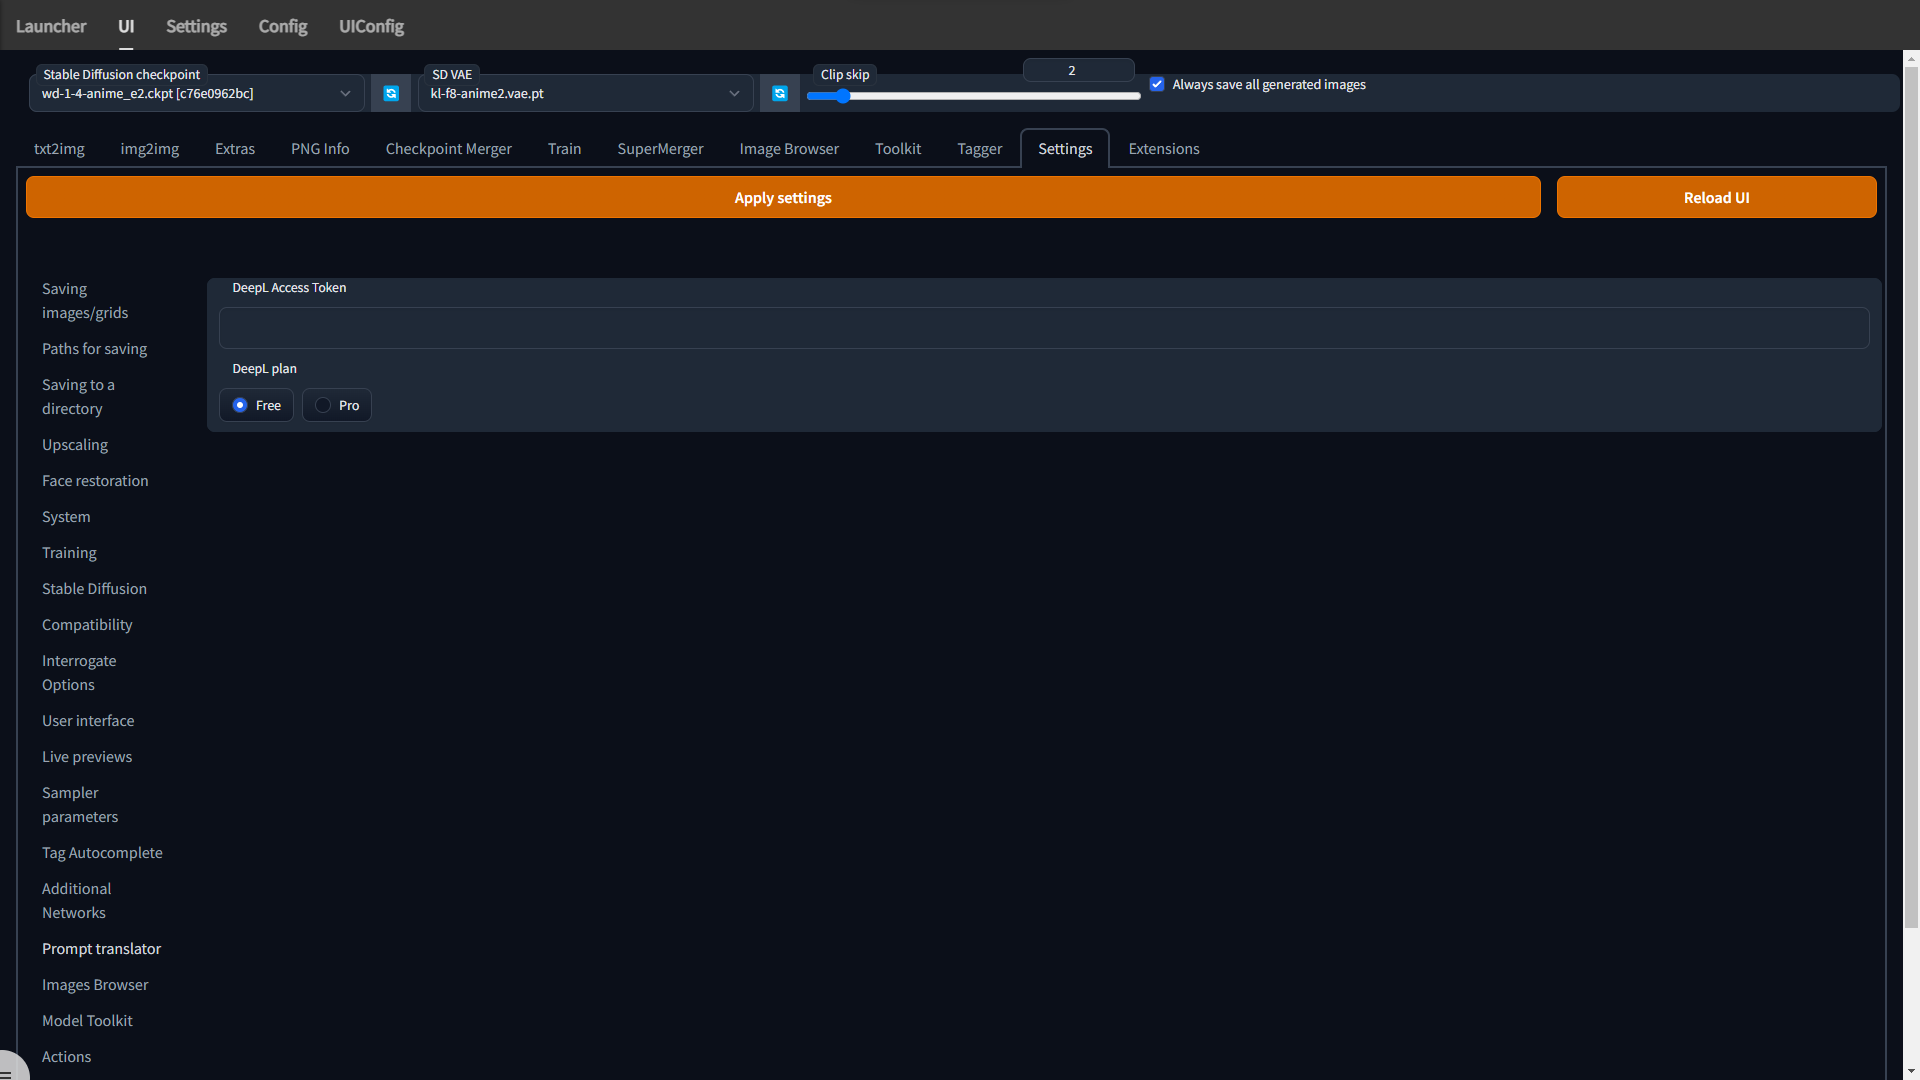 Launcher UI Settings Config UIConfig
Stable Diffusion checkpoint
wd-1-4-anime_e2.ckpt [c76e0962bc]
SD VAE
kl-f8-anime2.vae.pt
Clip skip
2
Always save all generated images
txt2img img2img Extras PNG Info Checkpoint Merger Train SuperMerger Image Browser Toolkit Tagger Settings Extensions
Apply settings
Reload UI
Saving
images/grids
Paths for saving
Saving to a
directory
Upscaling
Face restoration
System
Training
Stable Diffusion
Compatibility
Interrogate
Options
User interface
Live previews
Sampler
parameters
Tag Autocomplete
Additional
Networks
Prompt translator
Images Browser
Model Toolkit
Actions
DeepL Access Token
DeepL plan
Free Pro